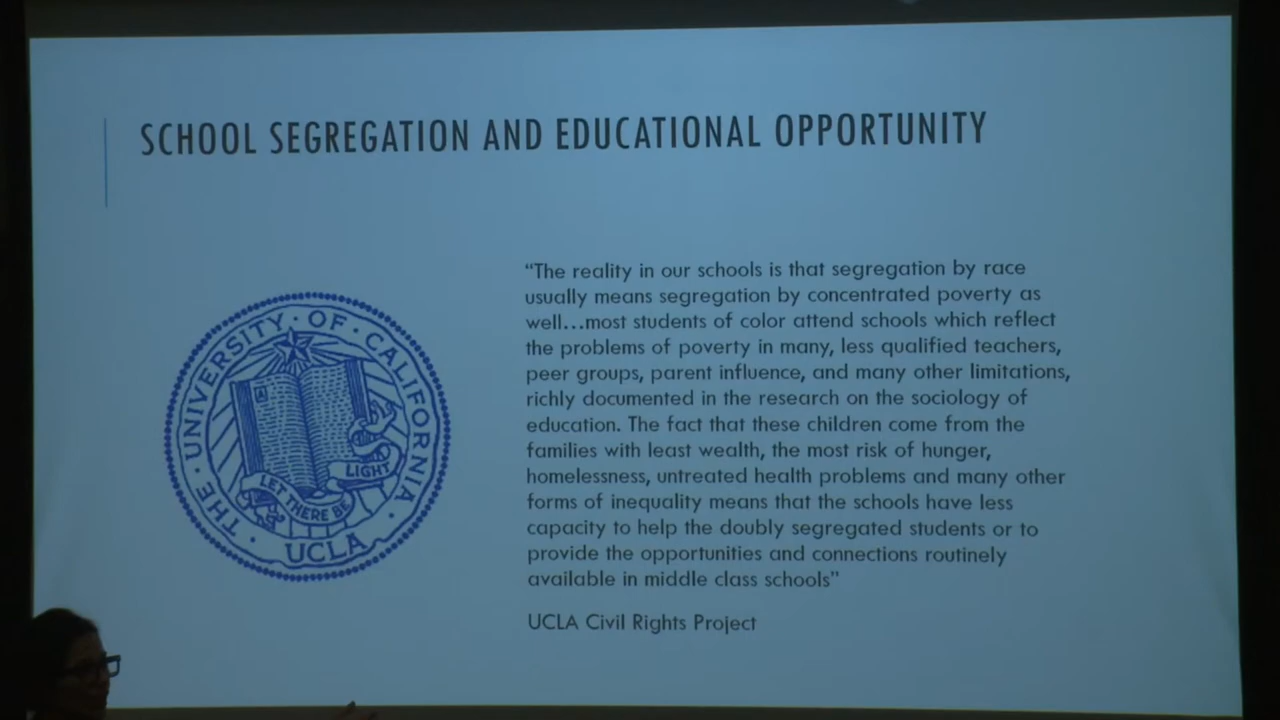 SCHOOL SEGREGATION AND EDUCATIONAL OPPORTUNITY
THE · UNIVERSITY · OF · CALIFORNIA ·
A
LIGHT
LET THERE BE
UCLA
“The reality in our schools is that segregation by race
usually means segregation by concentrated poverty as
well...most students of color attend schools which reflect
the problems of poverty in many, less qualified teachers,
peer groups, parent influence, and many other limitations,
richly documented in the research on the sociology of
education. The fact that these children come from the
families with least wealth, the most risk of hunger,
homelessness, untreated health problems and many other
forms of inequality means that the schools have less
capacity to help the doubly segregated students or to
provide the opportunities and connections routinely
available in middle class schools”
UCLA Civil Rights Project